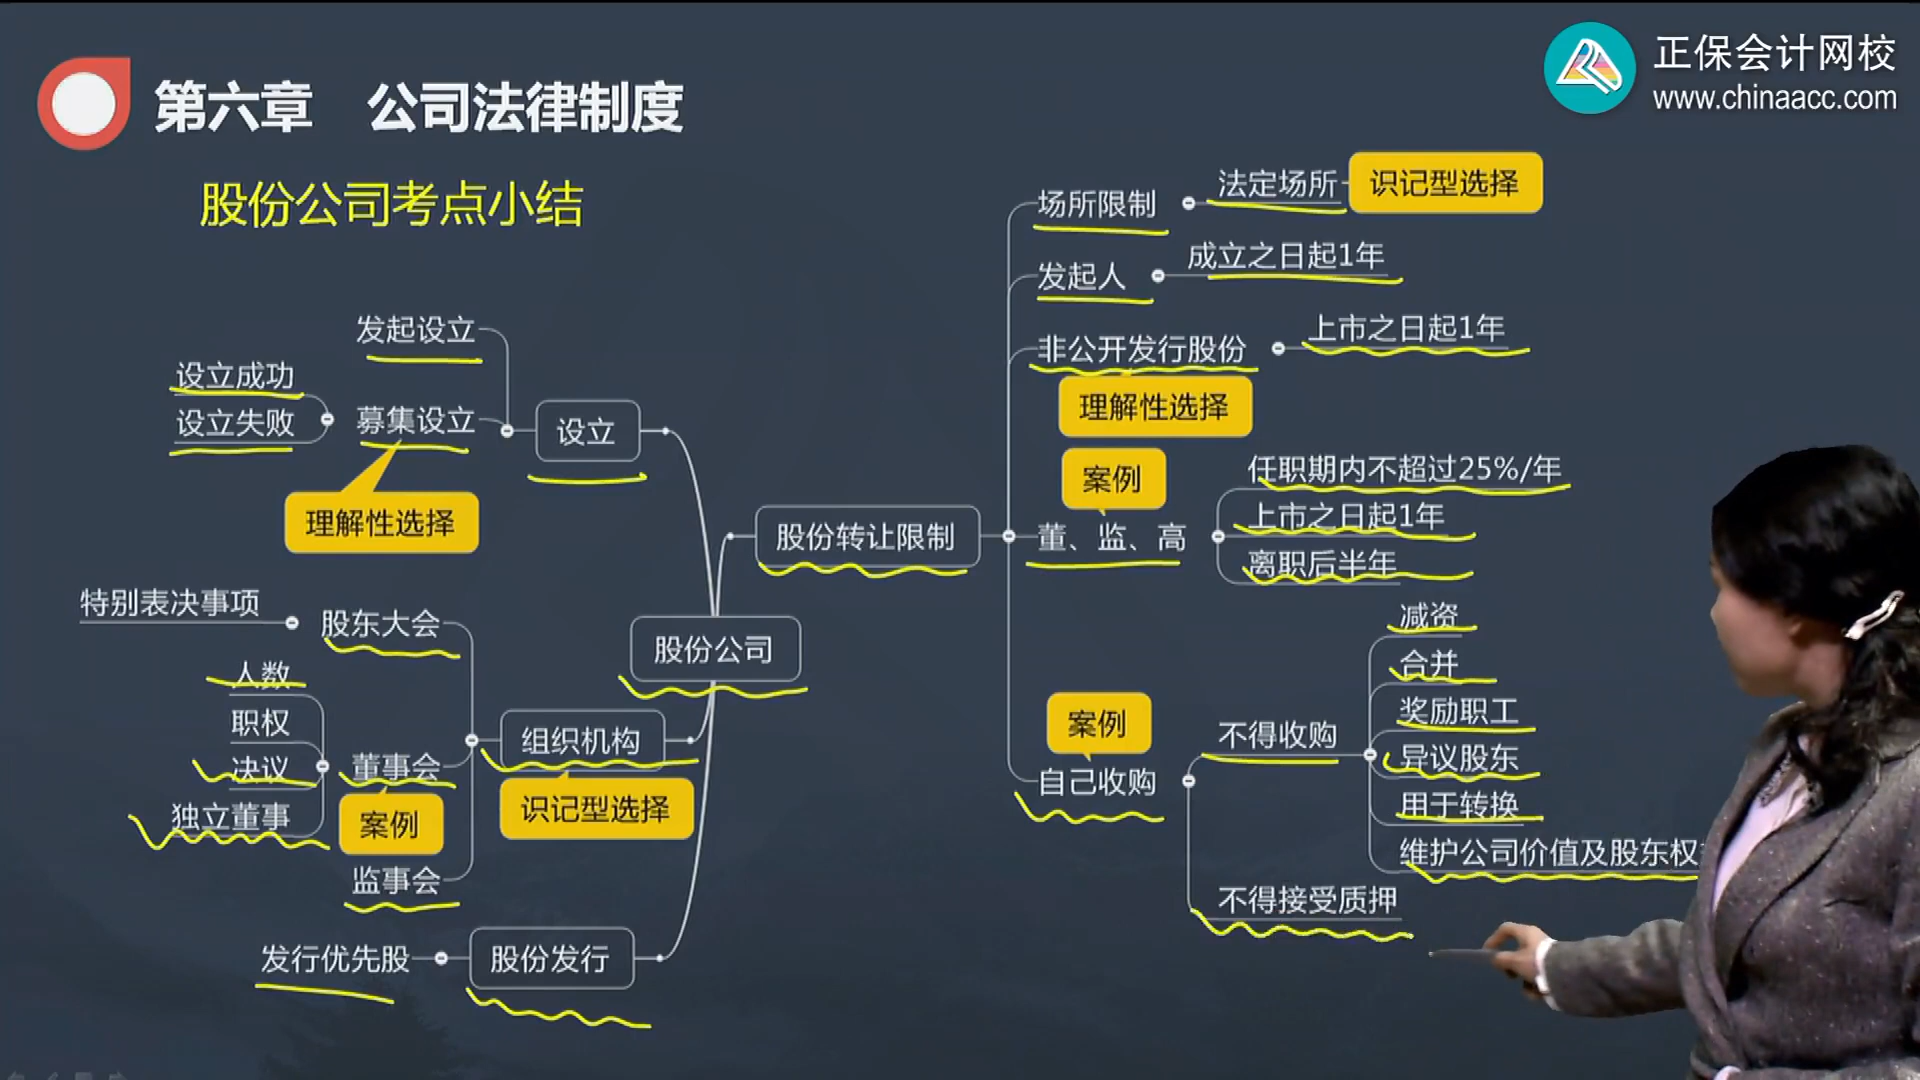 正保会计网校
www.chinaacc.com
第六章 公司法律制度
股份公司考点小结
发起设立
设立成功
设立失败
募集设立
设立
理解性选择
特别表决事项
股东大会
人数
职权
决议
独立董事
董事会
案例
监事会
组织机构
识记型选择
发行优先股
股份发行
股份公司
股份转让限制
场所限制
法定场所
识记型选择
发起人
成立之日起1年
非公开发行股份
上市之日起1年
理解性选择
案例
董、监、高
任职期内不超过25%/年
上市之日起1年
离职后半年
案例
自己收购
不得收购
减资
合并
奖励职工
异议股东
用于转换
维护公司价值及股东权
不得接受质押